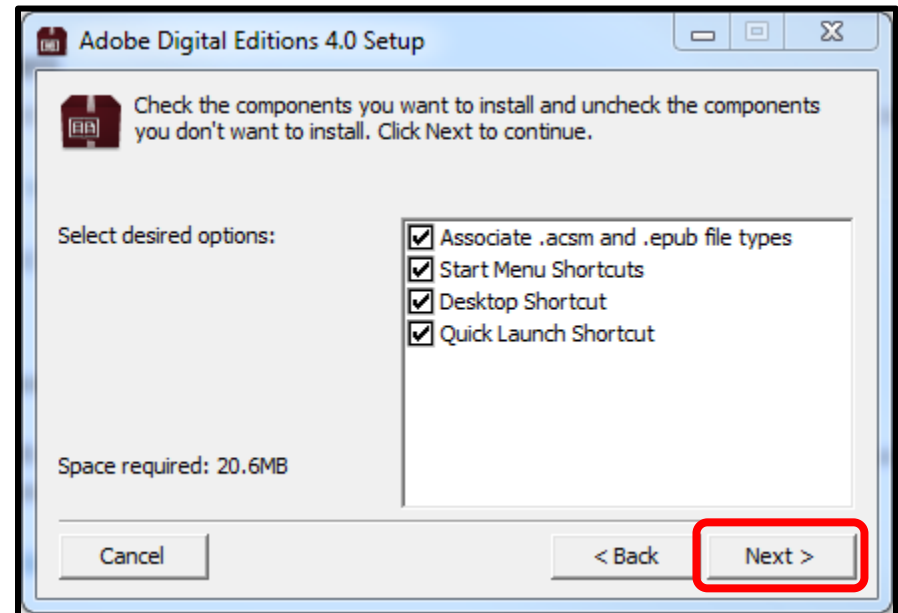 Adobe Digital Editions 4.0 Setup
Check the components you want to install and uncheck the components
you don't want to install. Click Next to continue.
Select desired options:
Associate .acsm and .epub file types
Start Menu Shortcuts
Desktop Shortcut
Quick Launch Shortcut
Space required: 20.6MB
Cancel
< Back
Next >